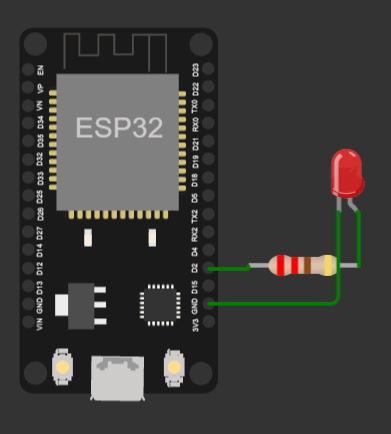 ESP32
EN
VP
VN
D34
D35
D32
D33
D25
D26
D27
D14
D12
D13
GND
VIN
D23
D22
TX0
RX0
D21
D19
D18
D5
TX2
RX2
D4
D2
D15
GND
3V3